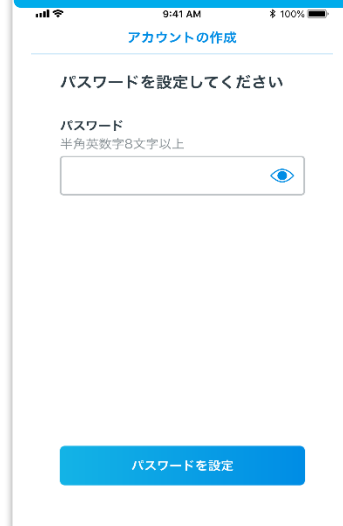 9:41 AM
100%
アカウントの作成
パスワードを設定してください
パスワード
半角英数字8文字以上
パスワードを設定